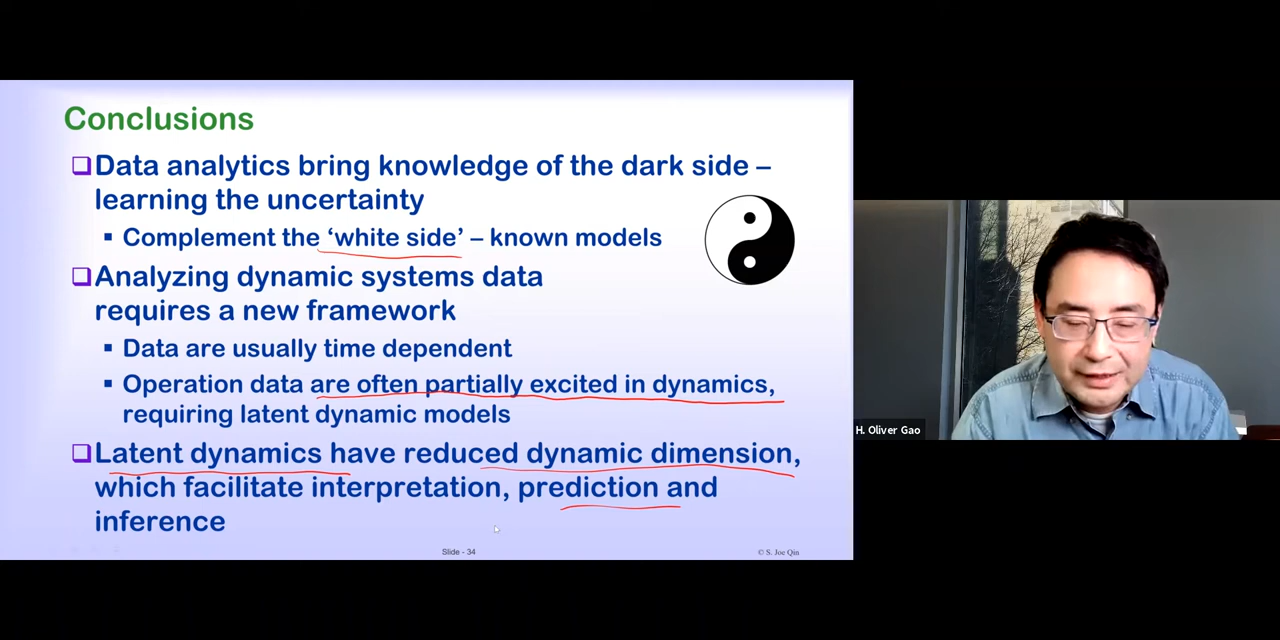 Conclusions
Data analytics bring knowledge of the dark side –
learning the uncertainty
Complement the ‘white side’ – known models
Analyzing dynamic systems data
requires a new framework
Data are usually time dependent
Operation data are often partially excited in dynamics,
requiring latent dynamic models
Latent dynamics have reduced dynamic dimension,
which facilitate interpretation, prediction and
inference
Slide - 34
© S. Joe Qin
H. Oliver Gao